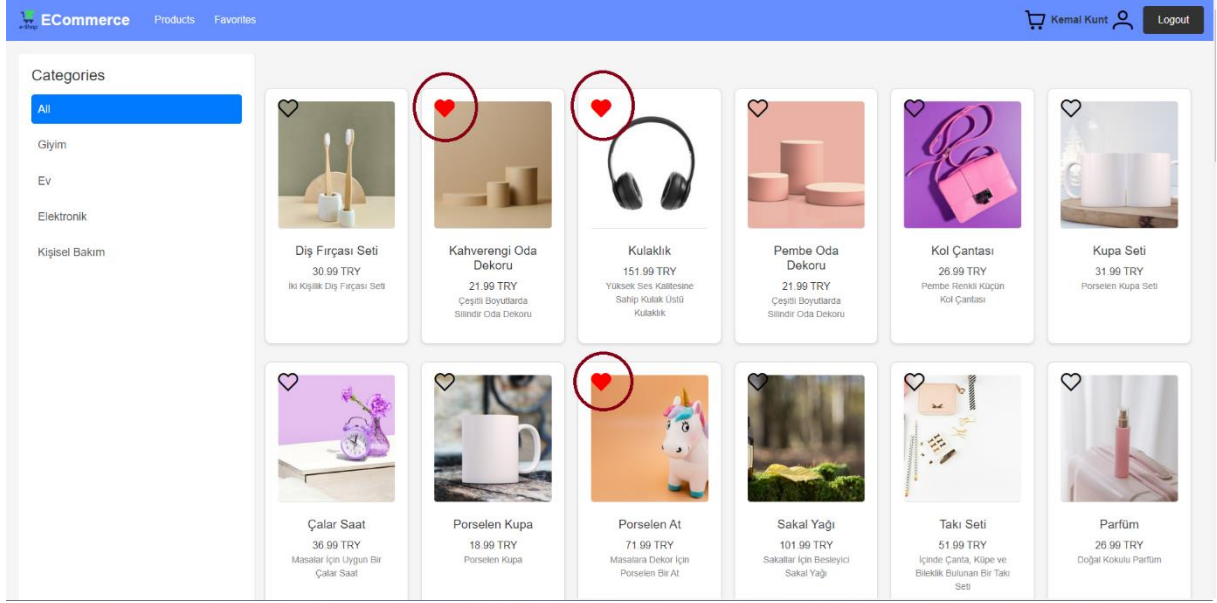 e-Shop ECommerce Products Favorites Kemal Kunt Logout
Categories
All
Giyim
Ev
Elektronik
Kişisel Bakım
Diş Fırçası Seti
30.99 TRY
İki Kişilik Diş Fırçası Seti
Kahverengi Oda
Dekoru
21.99 TRY
Çeşitli Boyutlarda
Silindir Oda Dekoru
Kulaklık
151.99 TRY
Yüksek Ses Kalitesine
Sahip Kulak Üstü
Kulaklık
Pembe Oda
Dekoru
21.99 TRY
Çeşitli Boyutlarda
Silindir Oda Dekoru
Kol Çantası
26.99 TRY
Pembe Renkli Küçün
Kol Çantası
Kupa Seti
31.99 TRY
Porselen Kupa Seti
Çalar Saat
36.99 TRY
Masalar İçin Uygun Bir
Çalar Saat
Porselen Kupa
18.99 TRY
Porselen Kupa
Porselen At
71.99 TRY
Masalara Dekor İçin
Porselen Bir At
Sakal Yağı
101.99 TRY
Sakallar İçin Besleyici
Sakal Yağı
Takı Seti
51.99 TRY
İçinde Çanta, Küpe ve
Bileklik Bulunan Bir Takı
Seti
Parfüm
26.99 TRY
Doğal Kokulu Parfüm